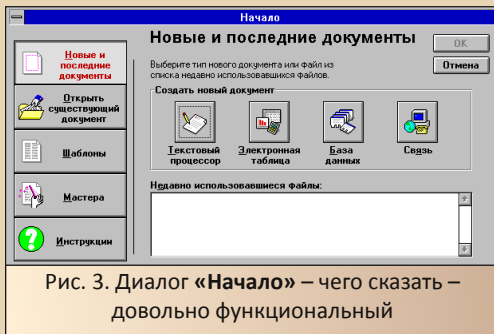 Начало
Новые и последние документы
Новые и
последние
документы
Открыть
существующий
документ
Шаблоны
Мастера
Инструкции
OK
Отмена
Выберите тип нового документа или файл из
списка недавно использовавшихся файлов.
Создать новый документ
Текстовый
процессор
Электронная
таблица
База
данных
Связь
Недавно использовавшиеся файлы:
Рис. 3. Диалог «Начало» – чего сказать –
довольно функциональный